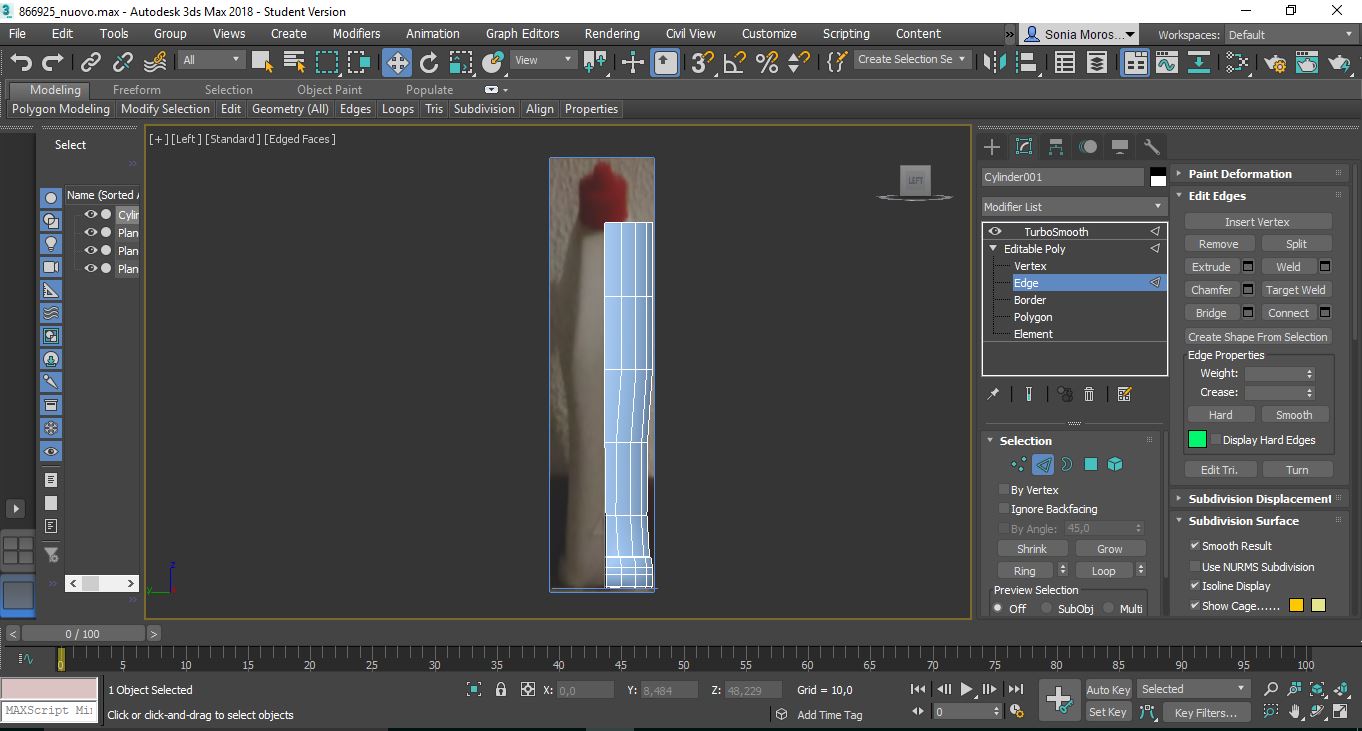 3 866925_nuovo.max - Autodesk 3ds Max 2018 - Student Version
File Edit Tools Group Views Create Modifiers Animation Graph Editors Rendering Civil View Customize Scripting Content » Sonia Moros... Workspaces: Default
All View 3 Create Selection Se
Modeling Freeform Selection Object Paint Populate
Polygon Modeling Modify Selection Edit Geometry (All) Edges Loops Tris Subdivision Align Properties
Select
»
Name (Sorted A
Cylin
Plan
Plan
Plan
»
< >
»
[+] [Left ] [Standard ] [Edged Faces ]
LEFT
z
y
Cylinder001
Modifier List
TurboSmooth
Editable Poly
Vertex
Edge
Border
Polygon
Element
Selection
By Vertex
Ignore Backfacing
By Angle: 45,0
Shrink Grow
Ring Loop
Preview Selection
Off SubObj Multi
Paint Deformation
Edit Edges
Insert Vertex
Remove Split
Extrude Weld
Chamfer Target Weld
Bridge Connect
Create Shape From Selection
Edge Properties
Weight:
Crease:
Hard Smooth
Display Hard Edges
Edit Tri. Turn
Subdivision Displacement
Subdivision Surface
Smooth Result
Use NURMS Subdivision
Isoline Display
Show Cage......
< 0 / 100 >
0 5 10 15 20 25 30 35 40 45 50 55 60 65 70 75 80 85 90 95 100
1 Object Selected X: 0,0 Y: 8,484 Z: 48,229 Grid = 10,0 Auto Key Selected
MAXScript Mi Click or click-and-drag to select objects Add Time Tag 0 Set Key Key Filters...